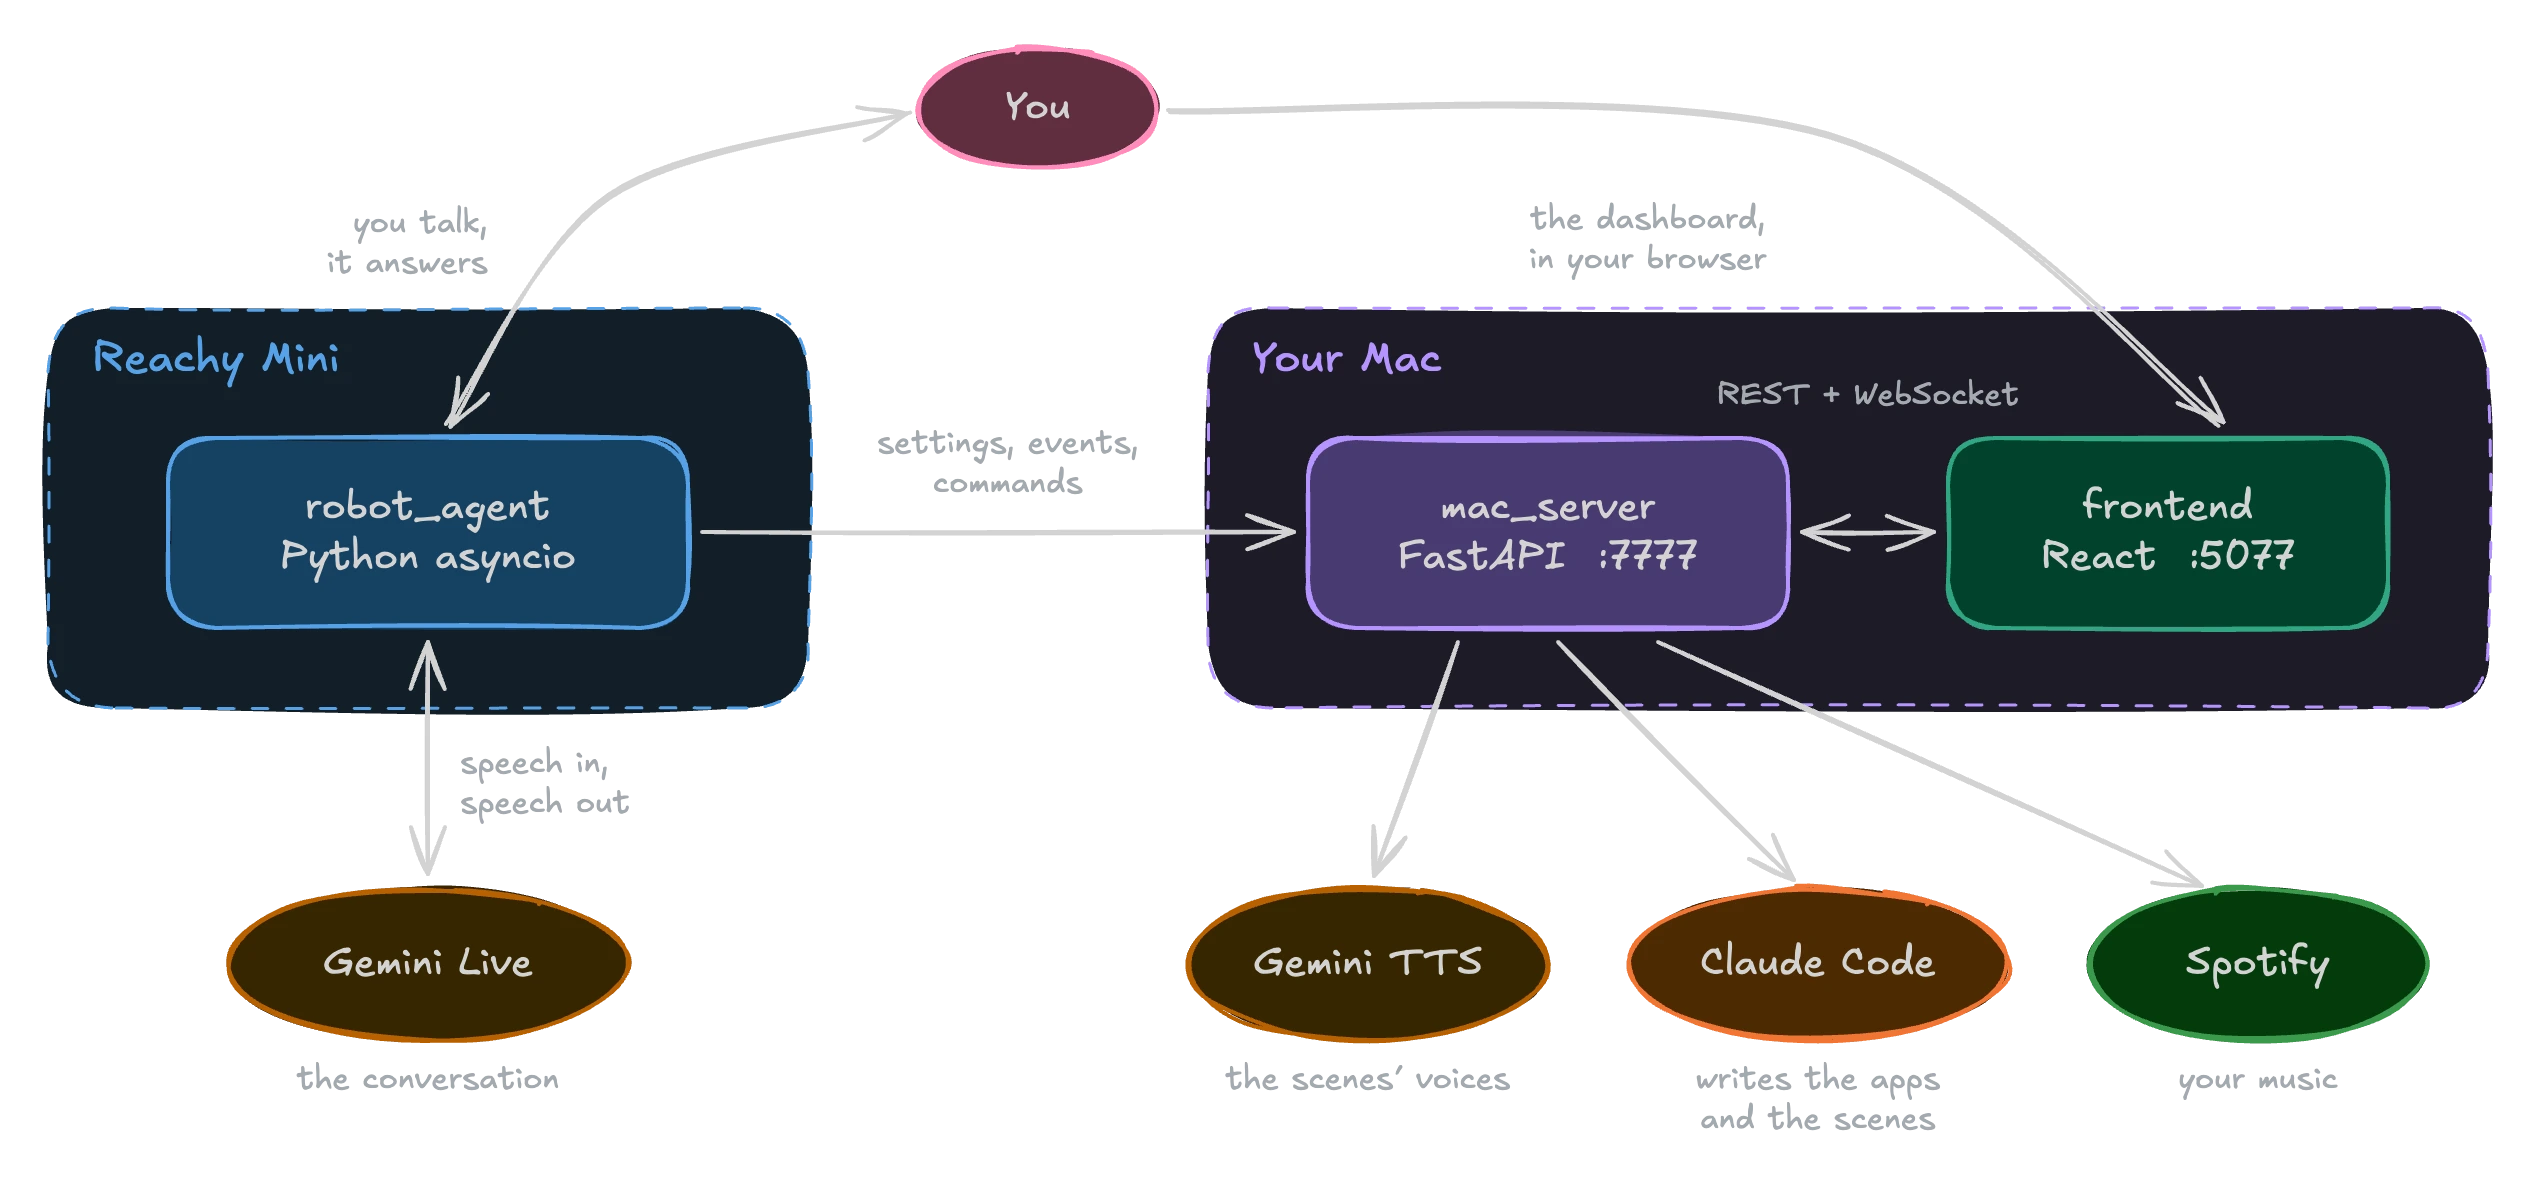 You
you talk,
it answers
the dashboard,
in your browser
Reachy Mini
robot_agent
Python asyncio
settings, events,
commands
Your Mac
REST + WebSocket
mac_server
FastAPI :7777
frontend
React :5077
speech in,
speech out
Gemini Live
the conversation
Gemini TTS
the scenes' voices
Claude Code
writes the apps
and the scenes
Spotify
your music